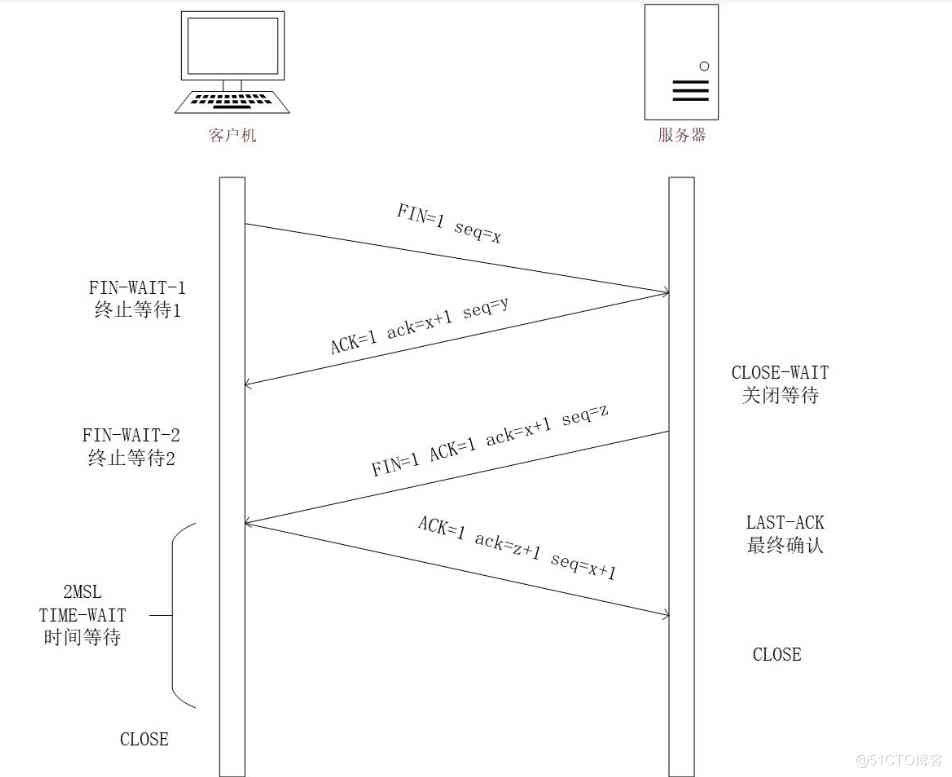 客户机
服务器
FIN=1 seq=x
FIN-WAIT-1
终止等待1
ACK=1 ack=x+1 seq=y
CLOSE-WAIT
关闭等待
FIN-WAIT-2
终止等待2
FIN=1 ACK=1 ack=x+1 seq=z
ACK=1 ack=z+1 seq=x+1
LAST-ACK
最终确认
2MSL
TIME-WAIT
时间等待
CLOSE
CLOSE
@51CTO博客